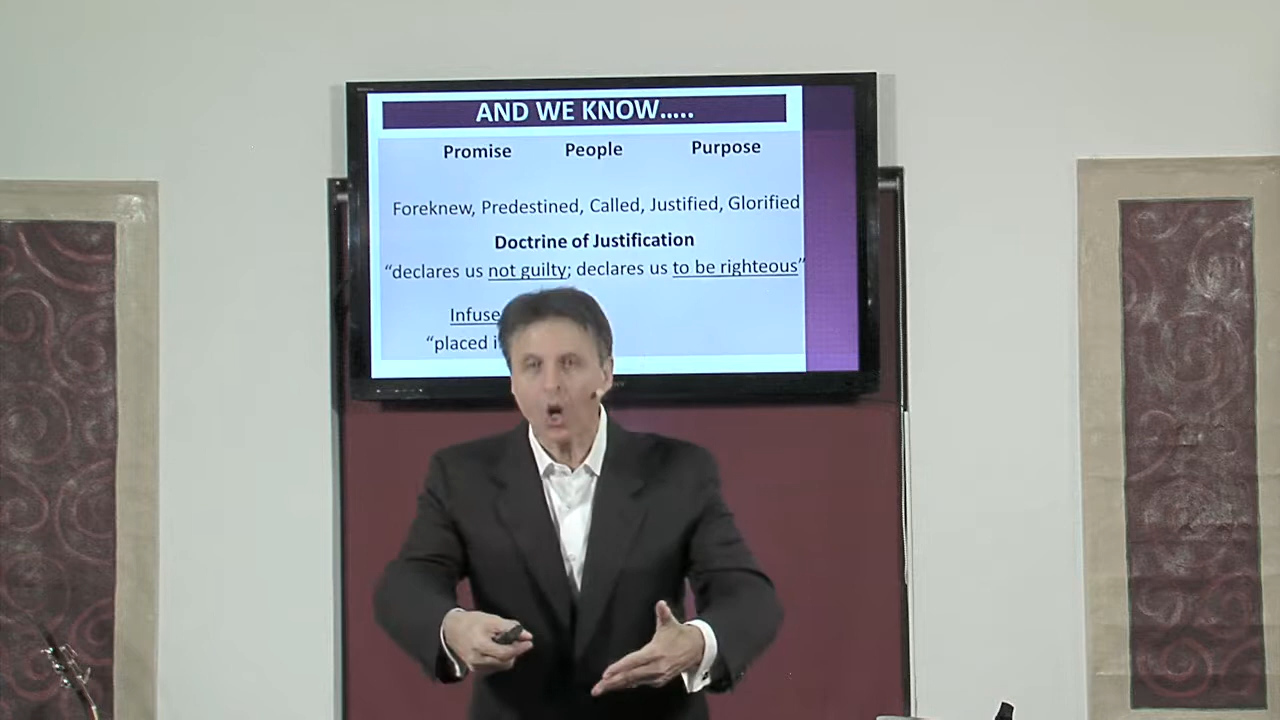 AND WE KNOW.....
Promise People Purpose
Foreknew, Predestined, Called, Justified, Glorified
Doctrine of Justification
“declares us not guilty; declares us to be righteous”
Infuse
“placed i